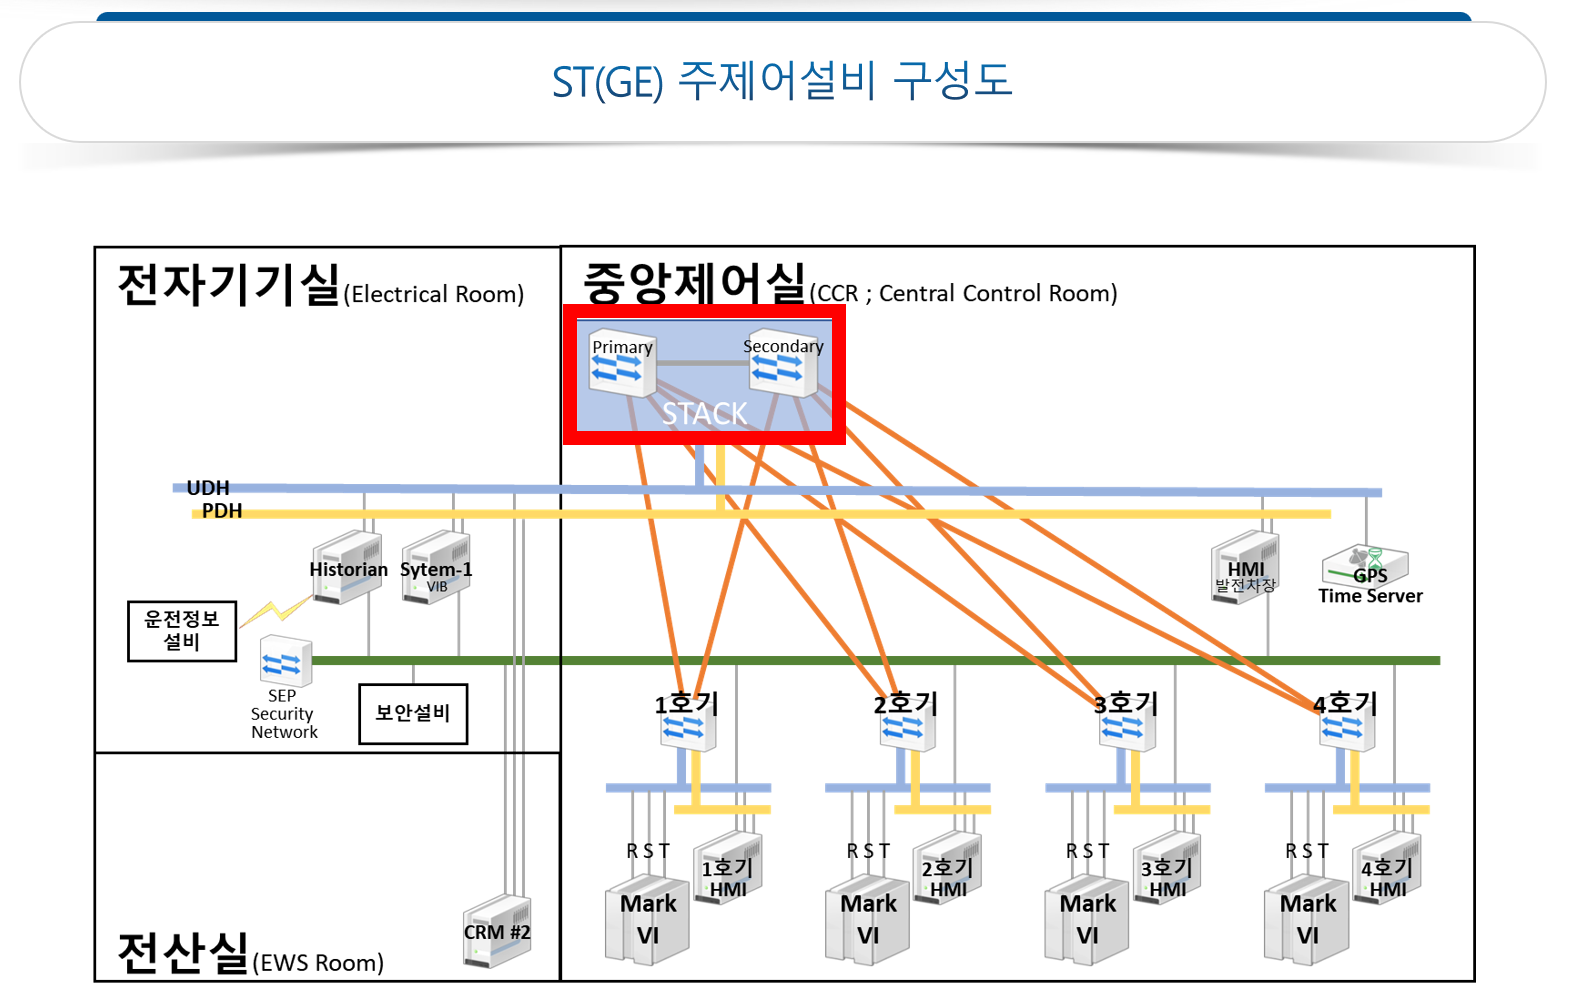 ST(GE) 주제어설비 구성도
전자기기실(Electrical Room)
중앙제어실(CCR ; Central Control Room)
Primary
Secondary
STACK
UDH
PDH
Historian
Sytem-1
VIB
HMI
발전차장
GPS
Time Server
운전정보
설비
SEP
Security
Network
보안설비
1호기
2호기
3호기
4호기
R S T
R S T
R S T
R S T
1호기
HMI
2호기
HMI
3호기
HMI
4호기
HMI
Mark
VI
Mark
VI
Mark
VI
Mark
VI
CRM #2
전산실(EWS Room)